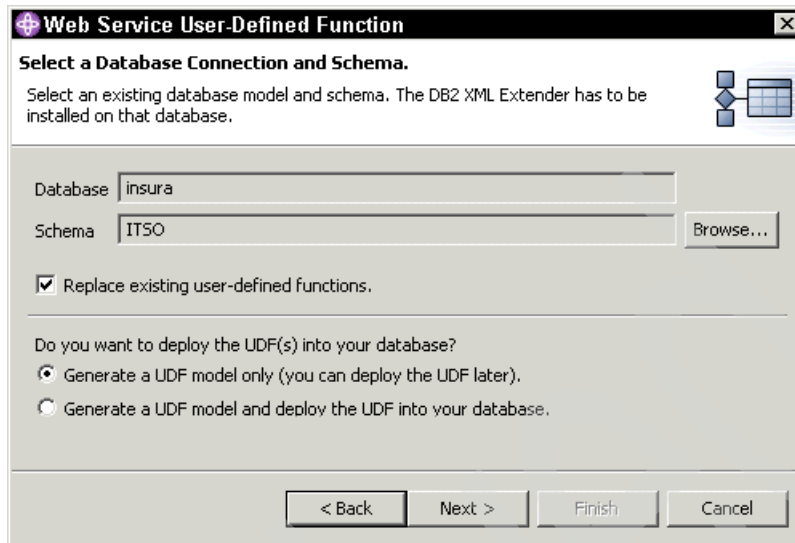 Web Service User-Defined Function
Select a Database Connection and Schema.
Select an existing database model and schema. The DB2 XML Extender has to be
installed on that database.
Database insura
Schema ITSO Browse...
Replace existing user-defined functions.
Do you want to deploy the UDF(s) into your database?
Generate a UDF model only (you can deploy the UDF later).
Generate a UDF model and deploy the UDF into your database.
< Back Next > Finish Cancel